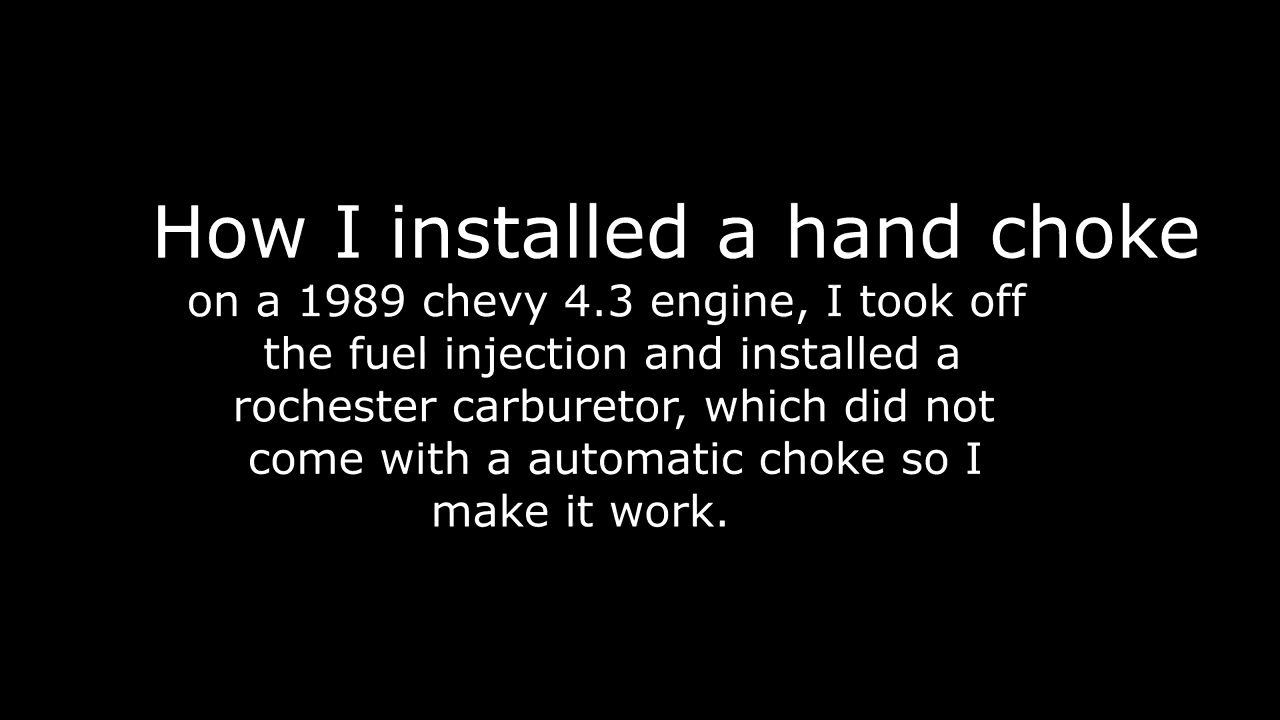 How I installed a hand choke
on a 1989 chevy 4.3 engine, I took off
the fuel injection and installed a
rochester carburetor, which did not
come with a automatic choke so I
make it work.